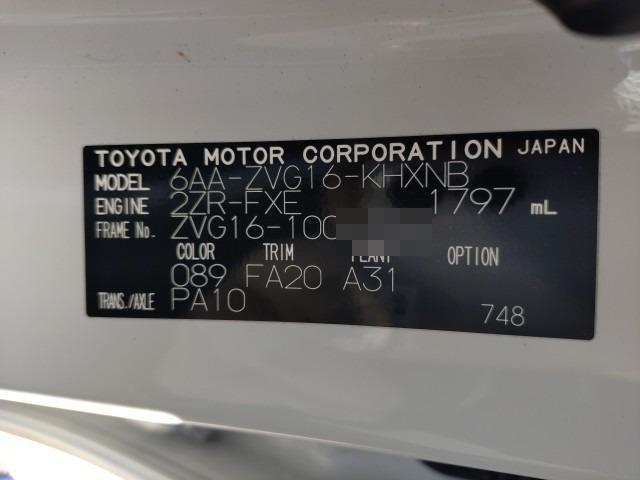 TOYOTA MOTOR CORPORATION JAPAN
MODEL 6AA-ZVG16-KHXNB
ENGINE 2ZR-FXE 1797 mL
FRAME No. ZVG16-100
COLOR TRIM PLANT OPTION
089 FA20 A31
TRANS./AXLE PA10 748